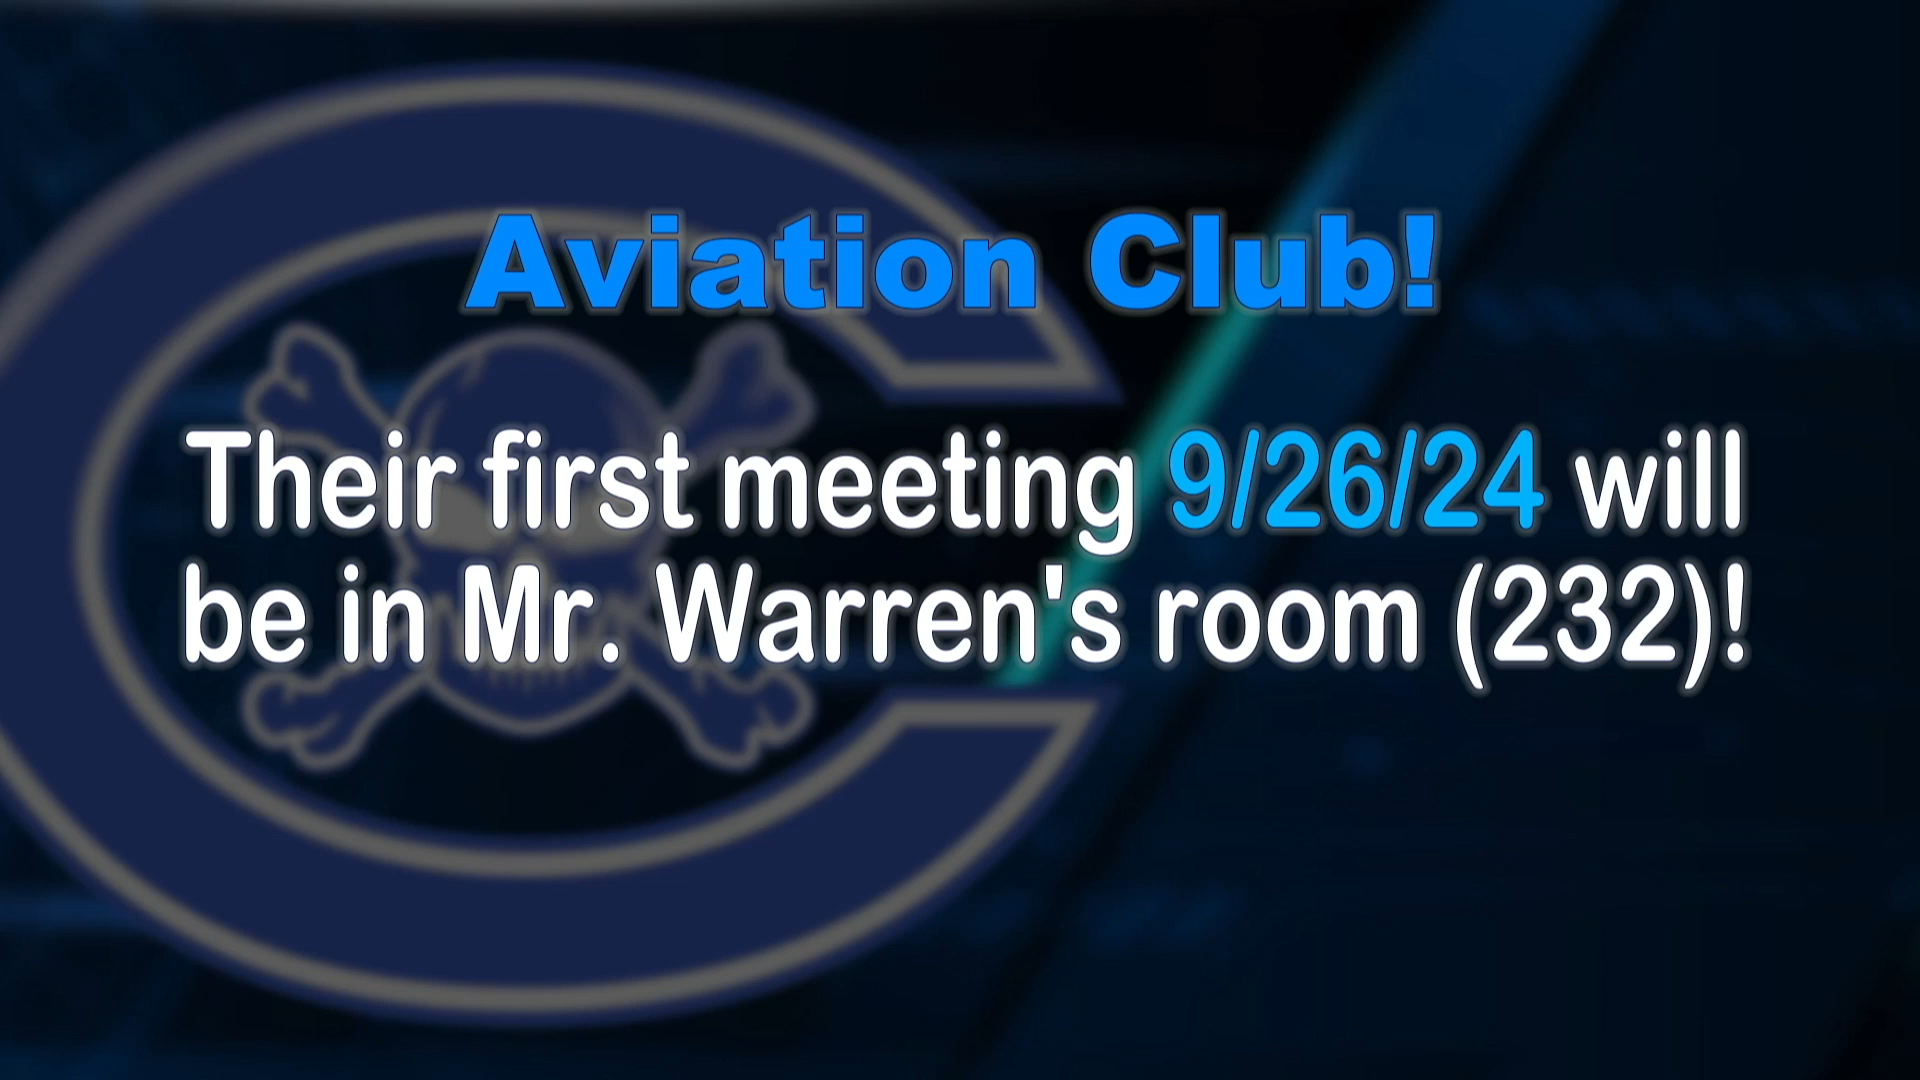 Aviation Club!
Their first meeting 9/26/24 will
be in Mr. Warren's room (232)!